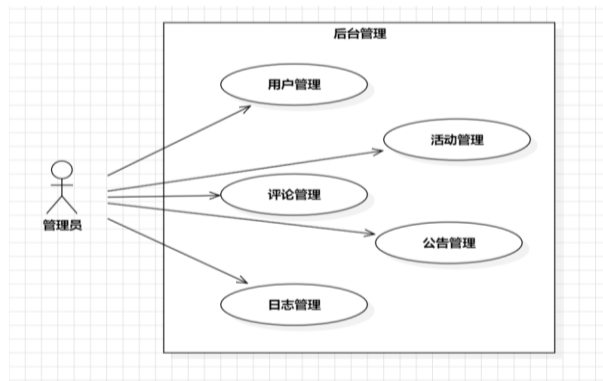 后台管理
用户管理
活动管理
评论管理
管理员
公告管理
日志管理